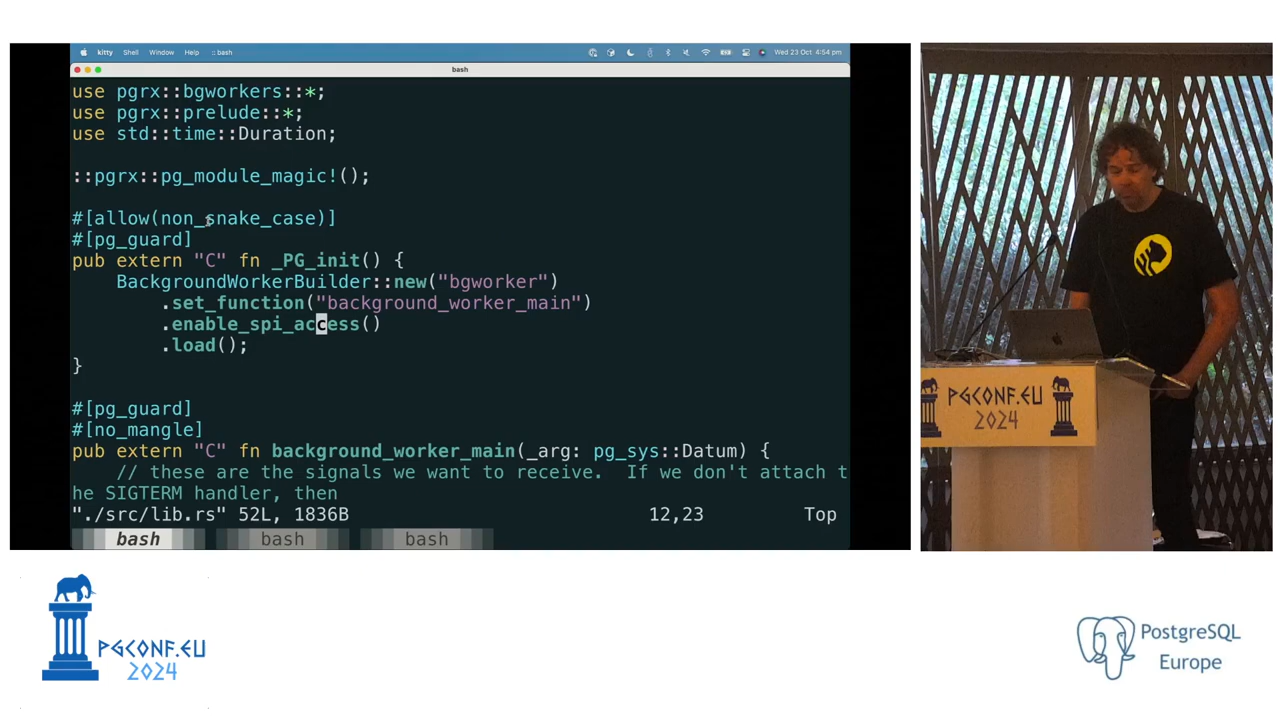 kitty Shell Window Help :: bash
Wed 23 Oct 4:54 pm
bash
use pgrx::bgworkers::*;
use pgrx::prelude::*;
use std::time::Duration;
::pgrx::pg_module_magic!();
#[allow(non_snake_case)]
#[pg_guard]
pub extern "C" fn _PG_init() {
    BackgroundWorkerBuilder::new("bgworker")
        .set_function("background_worker_main")
        .enable_spi_access()
        .load();
}
#[pg_guard]
#[no_mangle]
pub extern "C" fn background_worker_main(_arg: pg_sys::Datum) {
    // these are the signals we want to receive.  If we don't attach t
he SIGTERM handler, then
"./src/lib.rs" 52L, 1836B 12,23 Top
bash bash bash
PGCONF.EU
2024
PGCONF.EU
2024
PostgreSQL
Europe